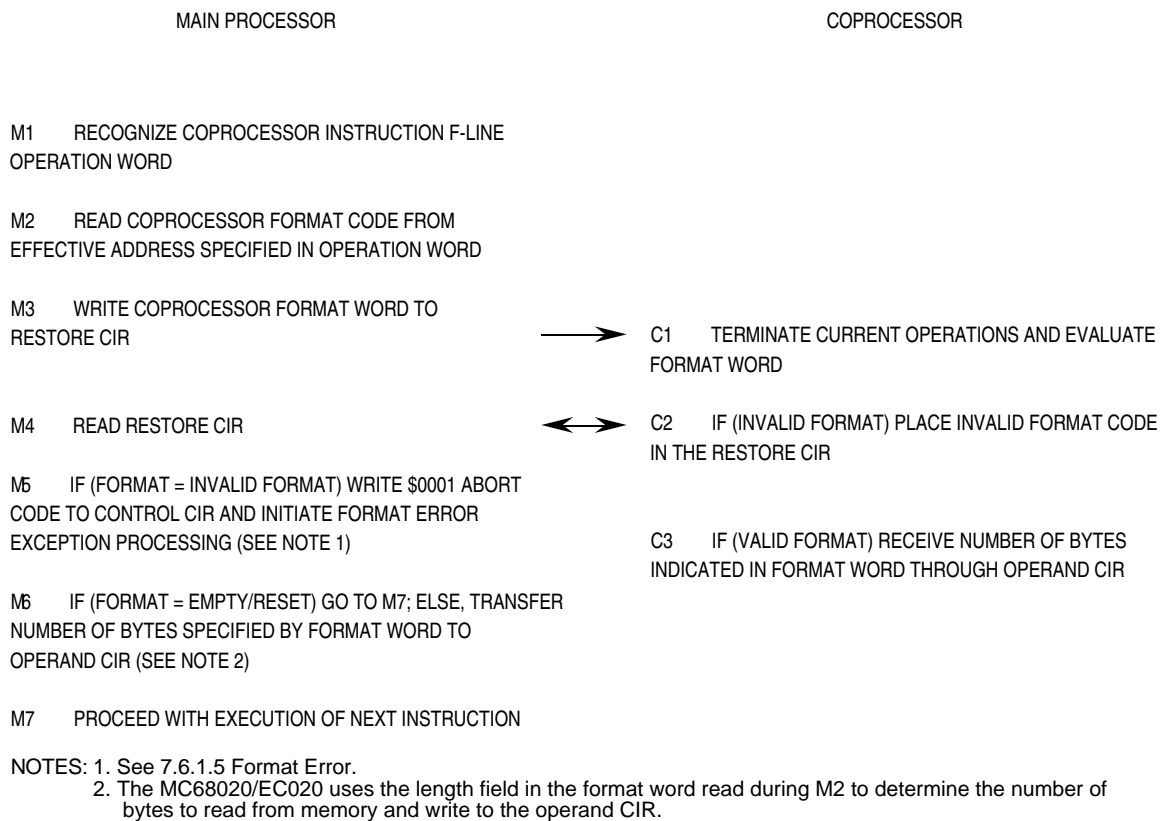 MAIN PROCESSOR
COPROCESSOR
M1 RECOGNIZE COPROCESSOR INSTRUCTION F-LINE
OPERATION WORD
M2 READ COPROCESSOR FORMAT CODE FROM
EFFECTIVE ADDRESS SPECIFIED IN OPERATION WORD
M3 WRITE COPROCESSOR FORMAT WORD TO
RESTORE CIR
C1 TERMINATE CURRENT OPERATIONS AND EVALUATE
FORMAT WORD
M4 READ RESTORE CIR
C2 IF (INVALID FORMAT) PLACE INVALID FORMAT CODE
IN THE RESTORE CIR
M5 IF (FORMAT = INVALID FORMAT) WRITE $0001 ABORT
CODE TO CONTROL CIR AND INITIATE FORMAT ERROR
EXCEPTION PROCESSING (SEE NOTE 1)
C3 IF (VALID FORMAT) RECEIVE NUMBER OF BYTES
INDICATED IN FORMAT WORD THROUGH OPERAND CIR
M6 IF (FORMAT = EMPTY/RESET) GO TO M7; ELSE, TRANSFER
NUMBER OF BYTES SPECIFIED BY FORMAT WORD TO
OPERAND CIR (SEE NOTE 2)
M7 PROCEED WITH EXECUTION OF NEXT INSTRUCTION
NOTES: 1. See 7.6.1.5 Format Error.
2. The MC68020/EC020 uses the length field in the format word read during M2 to determine the number of
bytes to read from memory and write to the operand CIR.